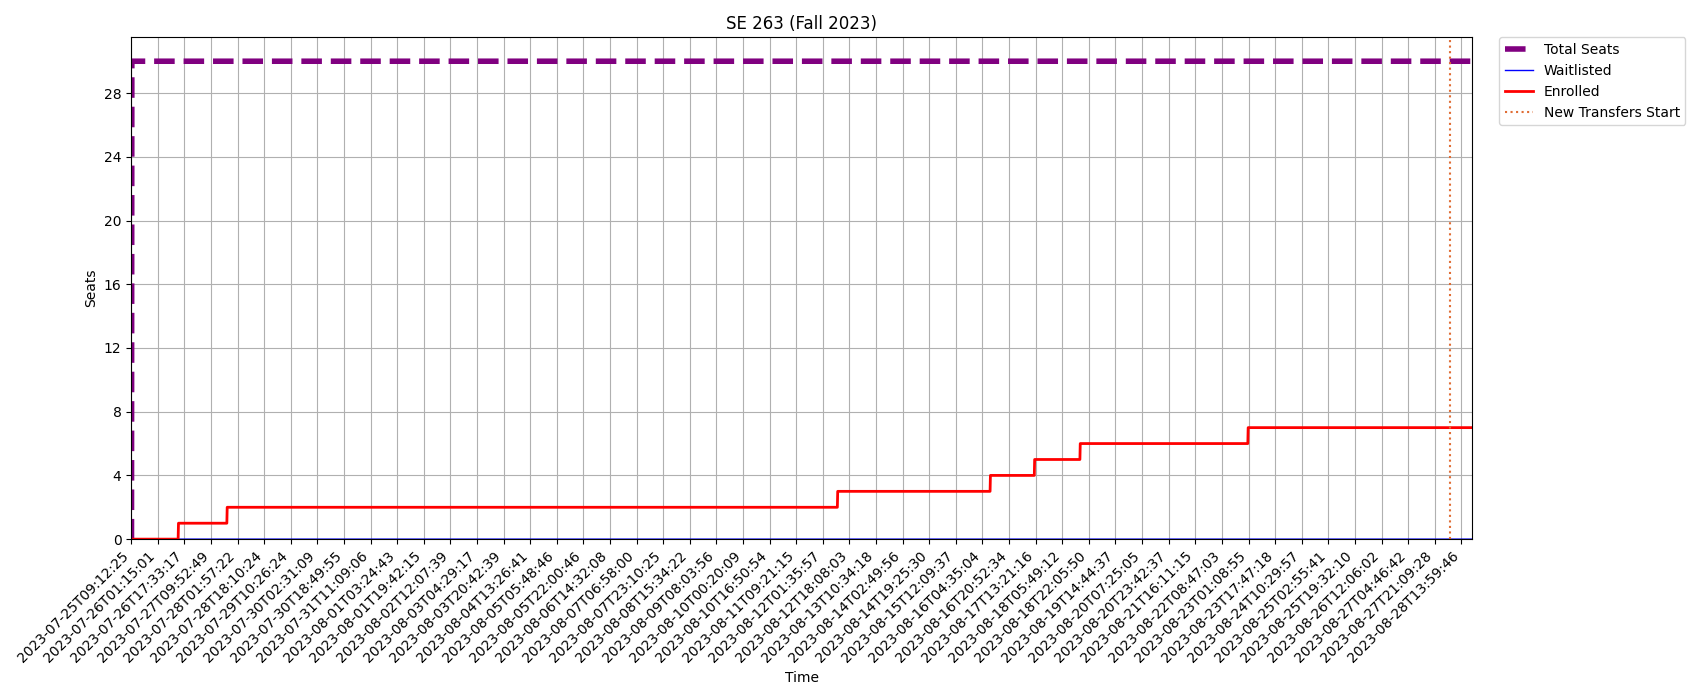 SE 263 (Fall 2023)
Total Seats
Waitlisted
Enrolled
New Transfers Start
Seats
28
24
20
16
12
8
4
0
2023-07-25T09:12:25
2023-07-26T01:15:01
2023-07-26T17:33:17
2023-07-27T09:52:49
2023-07-28T01:57:22
2023-07-28T18:10:24
2023-07-29T10:26:24
2023-07-30T02:31:09
2023-07-30T18:49:55
2023-07-31T11:09:06
2023-08-01T03:24:43
2023-08-01T19:42:15
2023-08-02T12:07:39
2023-08-03T04:29:17
2023-08-03T20:42:39
2023-08-04T13:26:41
2023-08-05T05:48:46
2023-08-05T22:00:46
2023-08-06T14:32:08
2023-08-07T06:58:00
2023-08-07T23:10:25
2023-08-08T15:34:22
2023-08-09T08:03:56
2023-08-10T00:20:09
2023-08-10T16:50:54
2023-08-11T09:21:15
2023-08-12T01:35:57
2023-08-12T18:08:03
2023-08-13T10:34:18
2023-08-14T02:49:56
2023-08-14T19:25:30
2023-08-15T12:09:37
2023-08-16T04:35:04
2023-08-16T20:52:34
2023-08-17T13:21:16
2023-08-18T05:49:12
2023-08-18T22:05:50
2023-08-19T14:44:37
2023-08-20T07:25:05
2023-08-20T23:42:37
2023-08-21T16:11:15
2023-08-22T08:47:03
2023-08-23T01:08:55
2023-08-23T17:47:18
2023-08-24T10:29:57
2023-08-25T02:55:41
2023-08-25T19:32:10
2023-08-26T12:06:02
2023-08-27T04:46:42
2023-08-27T21:09:28
2023-08-28T13:59:46
Time